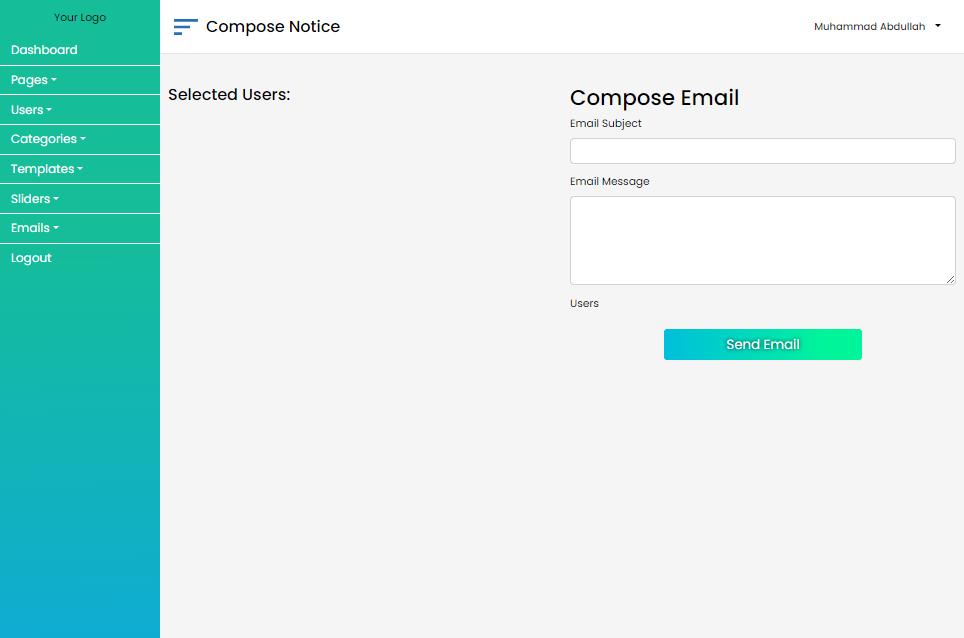 Your Logo
Dashboard
Pages
Users
Categories
Templates
Sliders
Emails
Logout
Compose Notice
Muhammad Abdullah
Selected Users:
Compose Email
Email Subject
Email Message
Users
Send Email